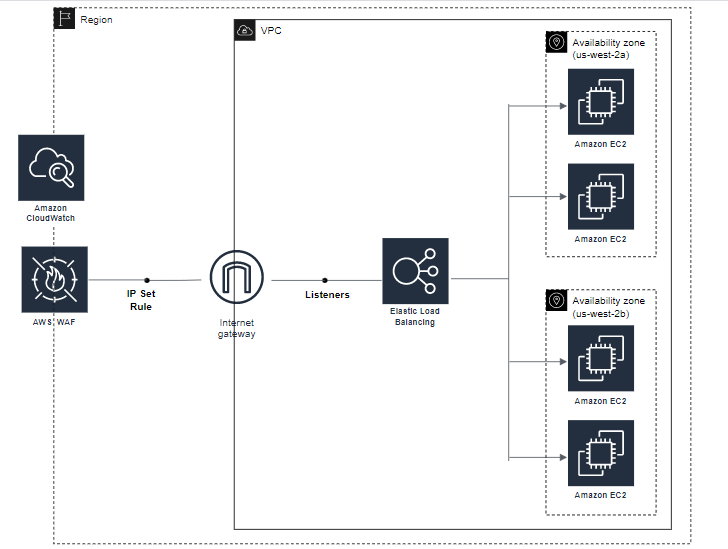 Region
VPC
Availability zone
(us-west-2a)
Amazon EC2
Amazon EC2
Amazon
CloudWatch
AWS WAF
IP Set
Rule
Internet
gateway
Listeners
Elastic Load
Balancing
Availability zone
(us-west-2b)
Amazon EC2
Amazon EC2